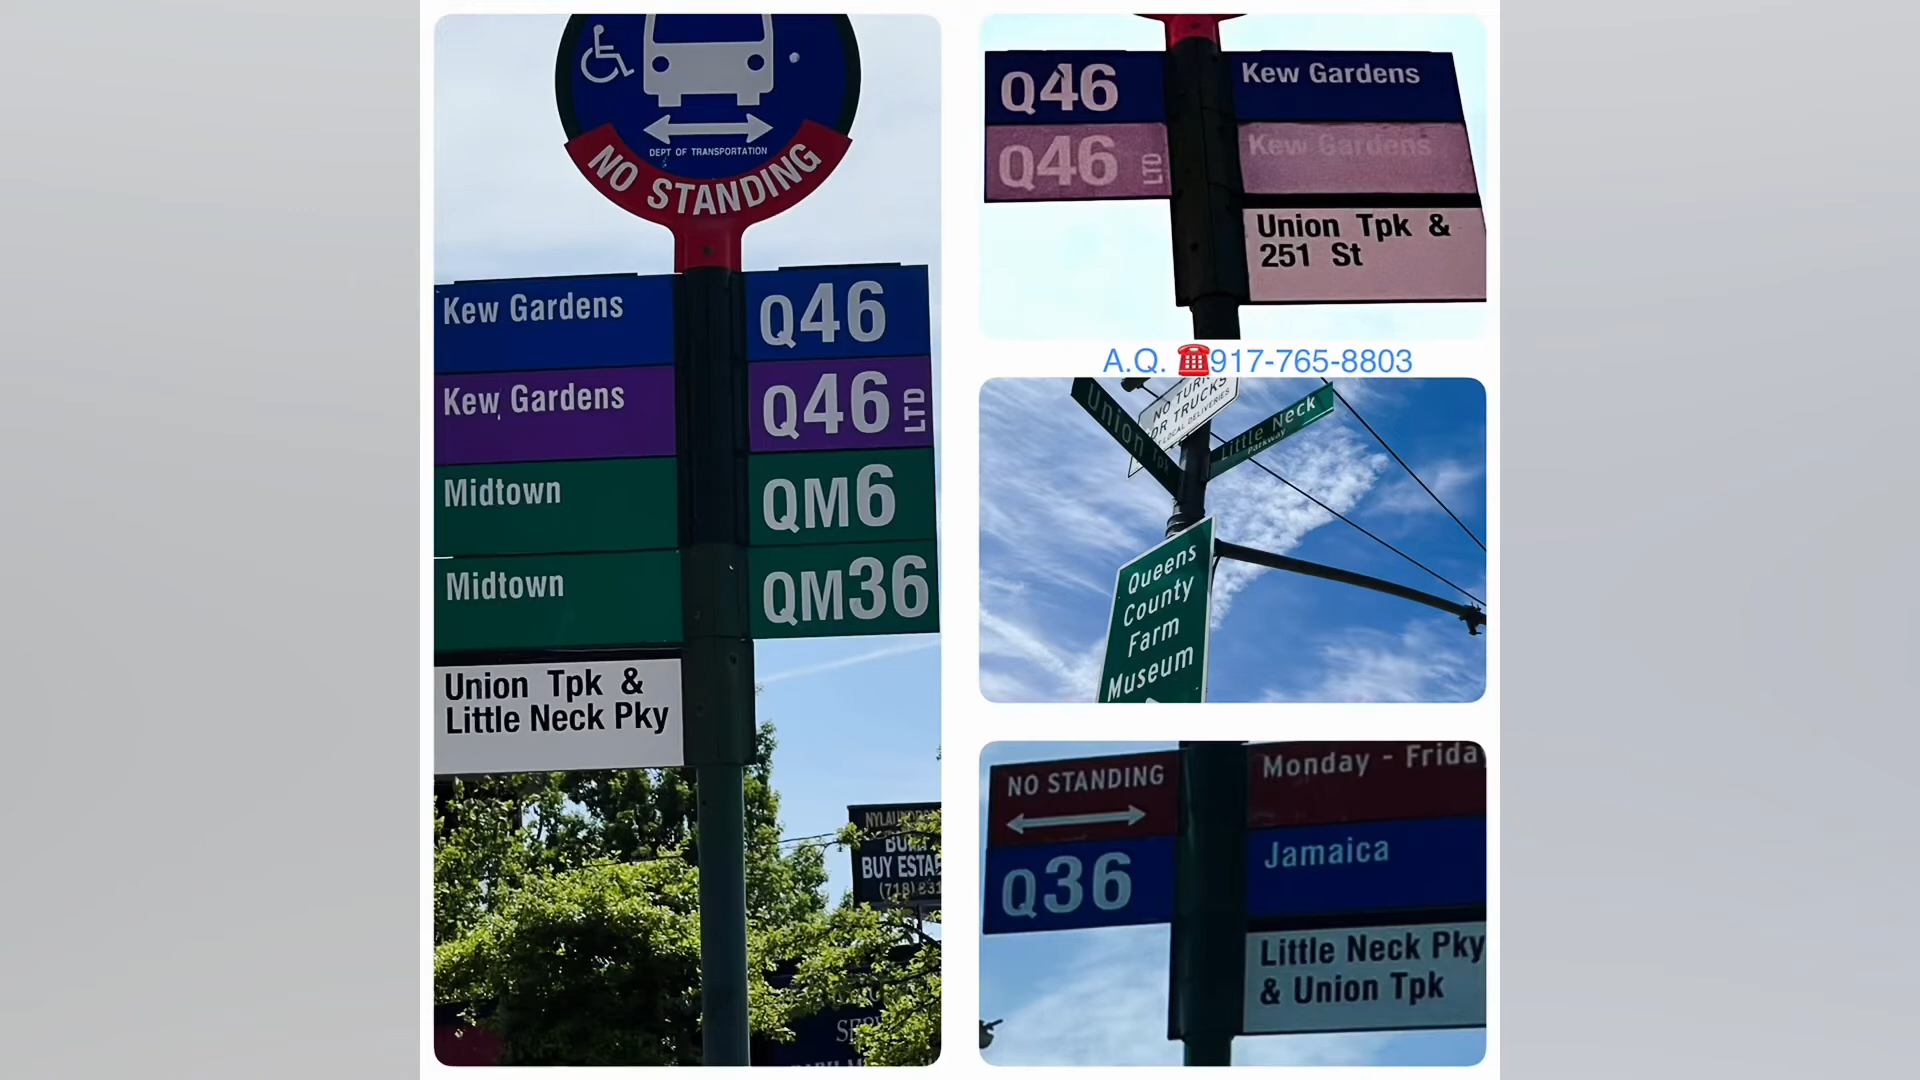 DEPT OF TRANSPORTATION
NO STANDING
Kew Gardens Q46
Kew Gardens Q46 LTD
Midtown QM6
Midtown QM36
Union Tpk &
Little Neck Pky
BUY ESTA
(718) 831
Q46 Kew Gardens
Q46 LTD Kew Gardens
Union Tpk &
251 St
A.Q. ☎️917-765-8803
NO TURN
OR TRUCKS
LOCAL DELIVERIES
Union Tpk
Little Neck
Parkway
Queens
County
Farm
Museum
NO STANDING
Monday - Frida
Q36 Jamaica
Little Neck Pky
& Union Tpk